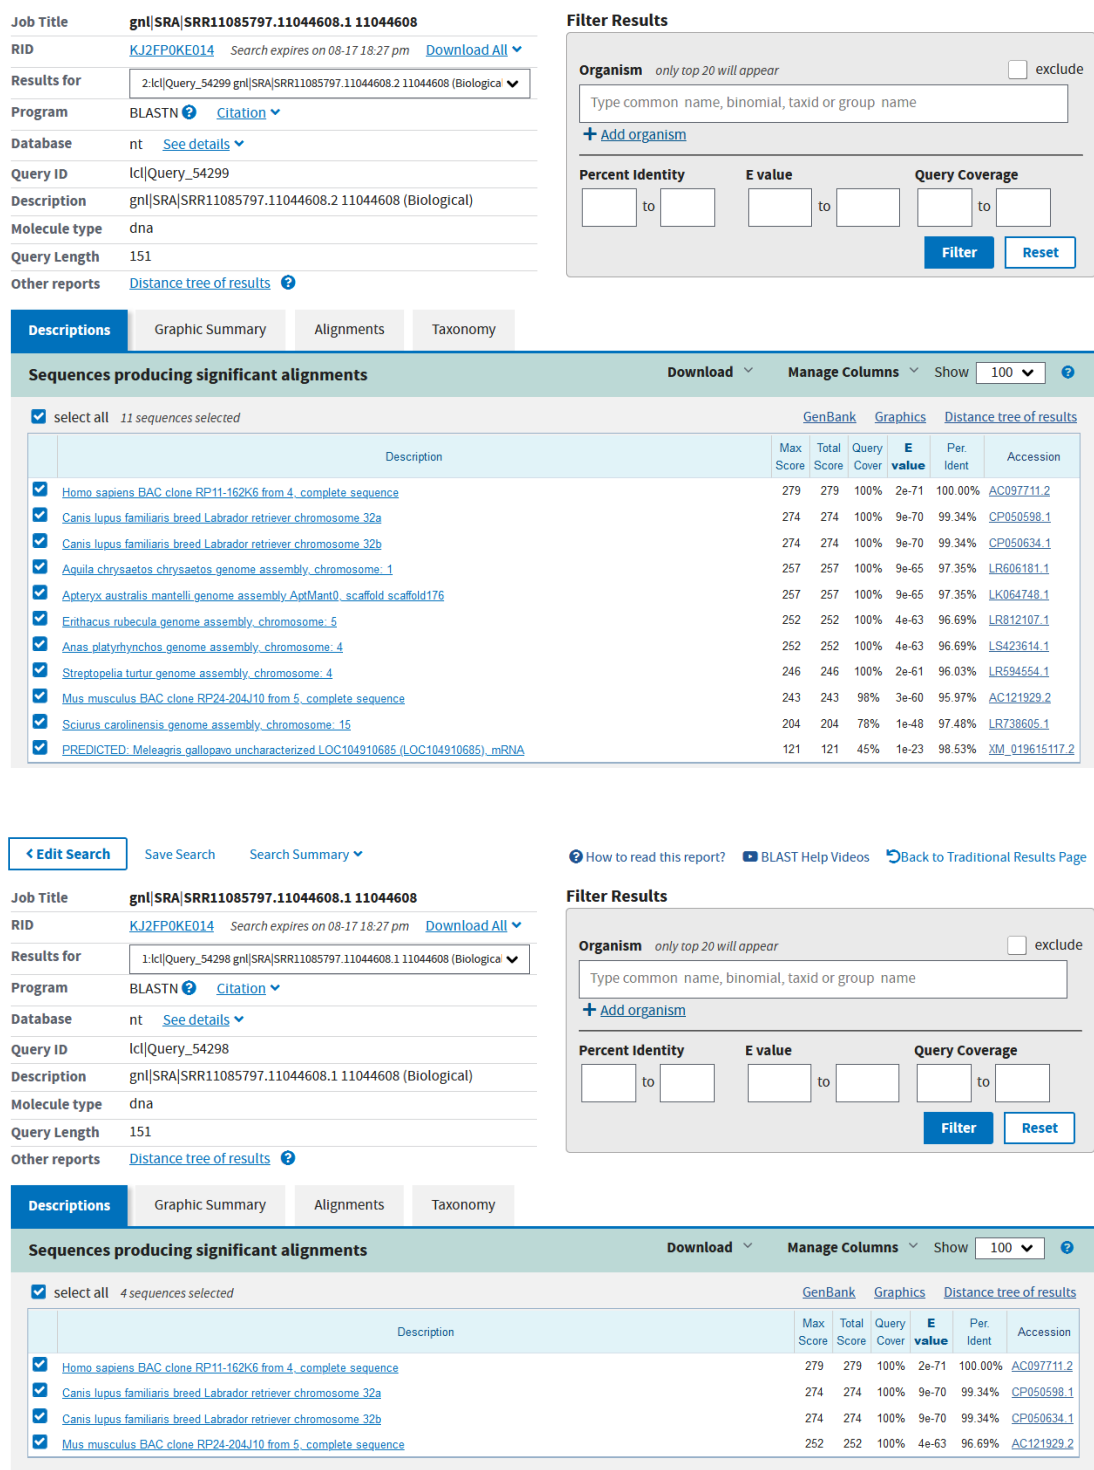 Job Title gnl|SRA|SRR11085797.11044608.1 11044608
RID KJ2FP0KE014 Search expires on 08-17 18:27 pm Download All
Results for 2:lcl|Query_54299 gnl|SRA|SRR11085797.11044608.2 11044608 (Biologica
Program BLASTN ? Citation
Database nt See details
Query ID lcl|Query_54299
Description gnl|SRA|SRR11085797.11044608.2 11044608 (Biological)
Molecule type dna
Query Length 151
Other reports Distance tree of results ?
Filter Results
Organism only top 20 will appear exclude
Type common name, binomial, taxid or group name
+ Add organism
Percent Identity E value Query Coverage
to to to
Filter Reset
Descriptions Graphic Summary Alignments Taxonomy
Sequences producing significant alignments Download Manage Columns Show 100 ?
select all 11 sequences selected GenBank Graphics Distance tree of results
Description Max Score Total Score Query Cover E value Per. Ident Accession
Homo sapiens BAC clone RP11-162K6 from 4, complete sequence 279 279 100% 2e-71 100.00% AC097711.2
Canis lupus familiaris breed Labrador retriever chromosome 32a 274 274 100% 9e-70 99.34% CP050598.1
Canis lupus familiaris breed Labrador retriever chromosome 32b 274 274 100% 9e-70 99.34% CP050634.1
Aquila chrysaetos chrysaetos genome assembly, chromosome: 1 257 257 100% 9e-65 97.35% LR606181.1
Apteryx australis mantelli genome assembly AptMant0, scaffold scaffold176 257 257 100% 9e-65 97.35% LK064748.1
Erithacus rubecula genome assembly, chromosome: 5 252 252 100% 4e-63 96.69% LR812107.1
Anas platyrhynchos genome assembly, chromosome: 4 252 252 100% 4e-63 96.69% LS423614.1
Streptopelia turtur genome assembly, chromosome: 4 246 246 100% 2e-61 96.03% LR594554.1
Mus musculus BAC clone RP24-204J10 from 5, complete sequence 243 243 98% 3e-60 95.97% AC121929.2
Sciurus carolinensis genome assembly, chromosome: 15 204 204 78% 1e-48 97.48% LR738605.1
PREDICTED: Meleagris gallopavo uncharacterized LOC104910685 (LOC104910685), mRNA 121 121 45% 1e-23 98.53% XM_019615117.2
< Edit Search Save Search Search Summary ? How to read this report? BLAST Help Videos Back to Traditional Results Page
Job Title gnl|SRA|SRR11085797.11044608.1 11044608
RID KJ2FP0KE014 Search expires on 08-17 18:27 pm Download All
Results for 1:lcl|Query_54298 gnl|SRA|SRR11085797.11044608.1 11044608 (Biologica
Program BLASTN ? Citation
Database nt See details
Query ID lcl|Query_54298
Description gnl|SRA|SRR11085797.11044608.1 11044608 (Biological)
Molecule type dna
Query Length 151
Other reports Distance tree of results ?
Filter Results
Organism only top 20 will appear exclude
Type common name, binomial, taxid or group name
+ Add organism
Percent Identity E value Query Coverage
to to to
Filter Reset
Descriptions Graphic Summary Alignments Taxonomy
Sequences producing significant alignments Download Manage Columns Show 100 ?
select all 4 sequences selected GenBank Graphics Distance tree of results
Description Max Score Total Score Query Cover E value Per. Ident Accession
Homo sapiens BAC clone RP11-162K6 from 4, complete sequence 279 279 100% 2e-71 100.00% AC097711.2
Canis lupus familiaris breed Labrador retriever chromosome 32a 274 274 100% 9e-70 99.34% CP050598.1
Canis lupus familiaris breed Labrador retriever chromosome 32b 274 274 100% 9e-70 99.34% CP050634.1
Mus musculus BAC clone RP24-204J10 from 5, complete sequence 252 252 100% 4e-63 96.69% AC121929.2